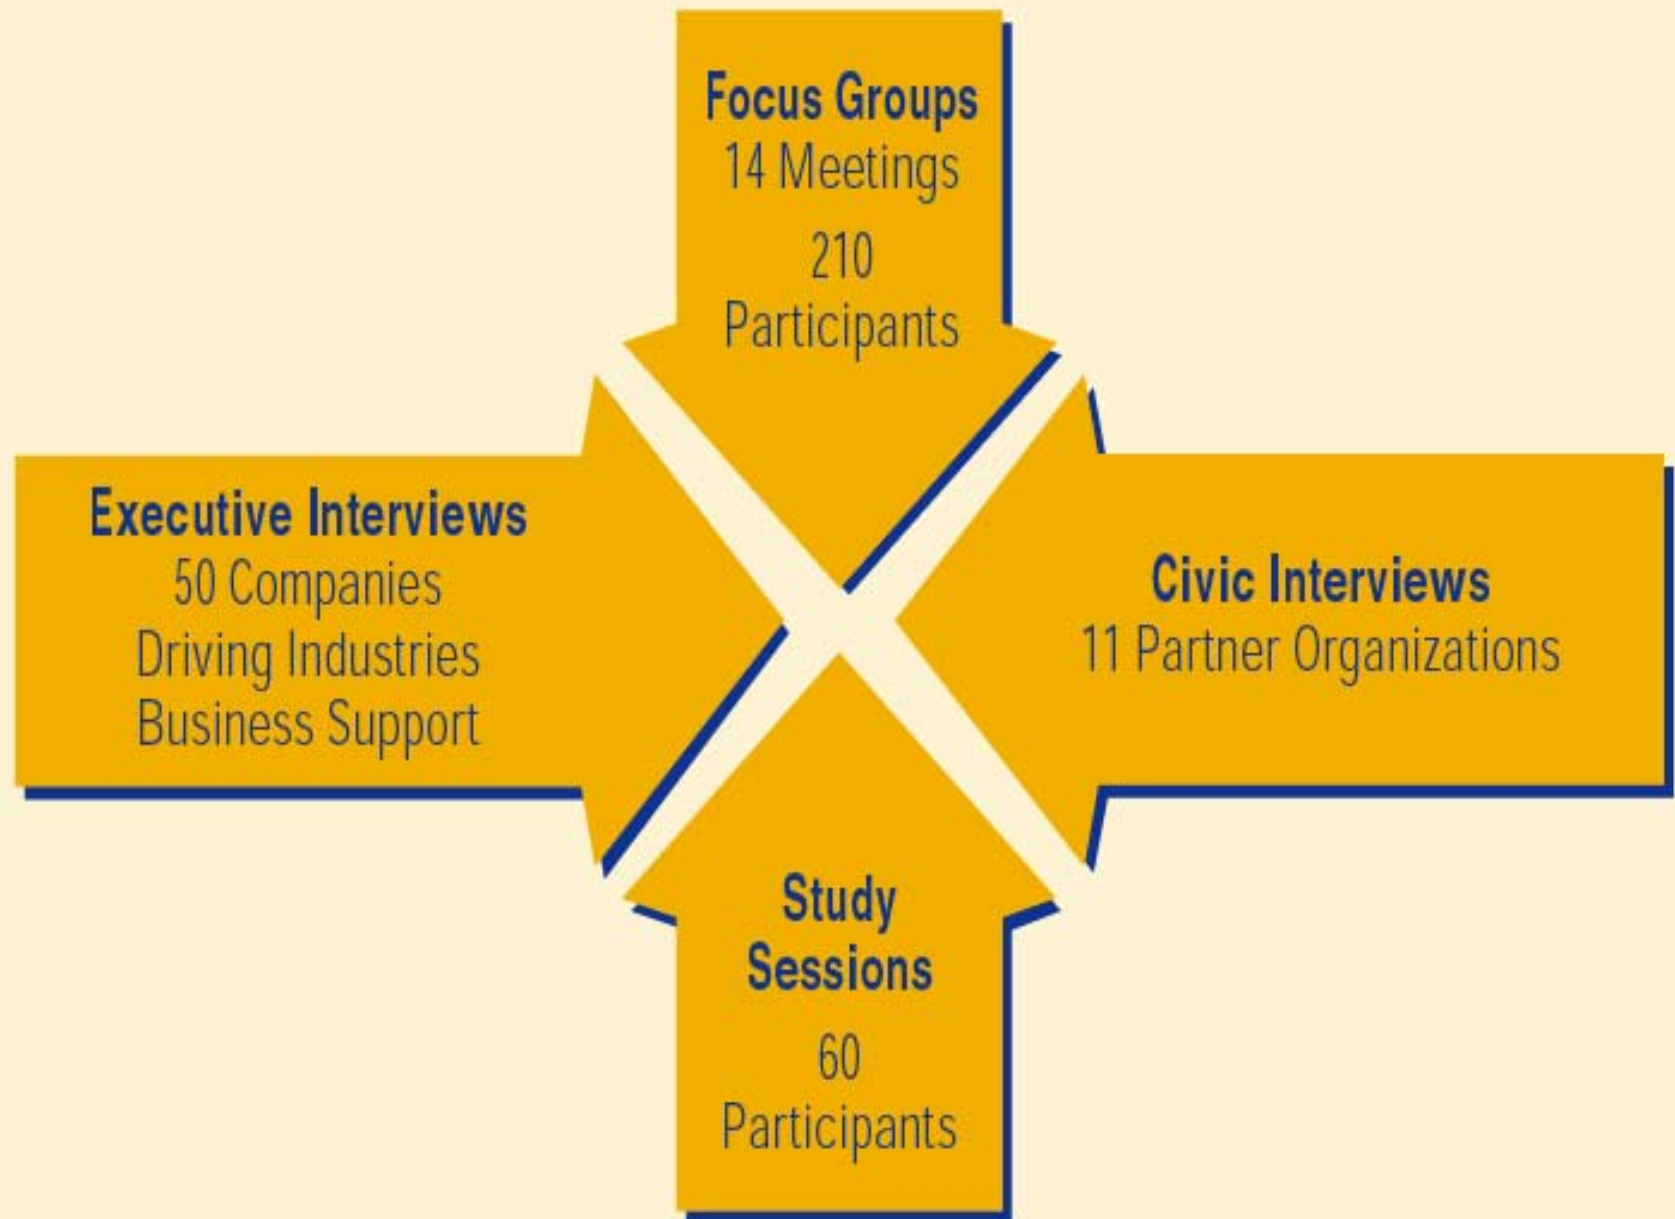 Focus Groups
14 Meetings
210
Participants
Executive Interviews
50 Companies
Driving Industries
Business Support
Civic Interviews
11 Partner Organizations
Study
Sessions
60
Participants